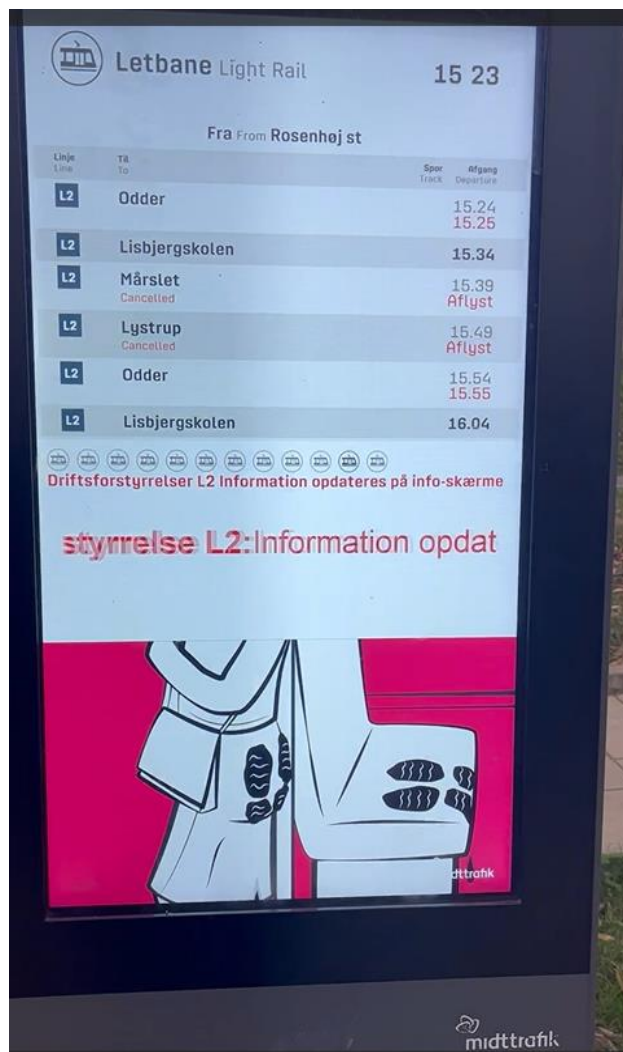 Letbane Light Rail 15 23
Fra From Rosenhøj st
Linje Til Spor Afgang
Line To Track Departure
L2 Odder 15.24
15.25
L2 Lisbjergskolen 15.34
L2 Mårslet 15.39
Cancelled Aflyst
L2 Lystrup 15.49
Cancelled Aflyst
L2 Odder 15.54
15.55
L2 Lisbjergskolen 16.04
Driftsforstyrrelser L2 Information opdateres på info-skærme
styrrelse L2: Information opdat
dttrafik
midttrafik